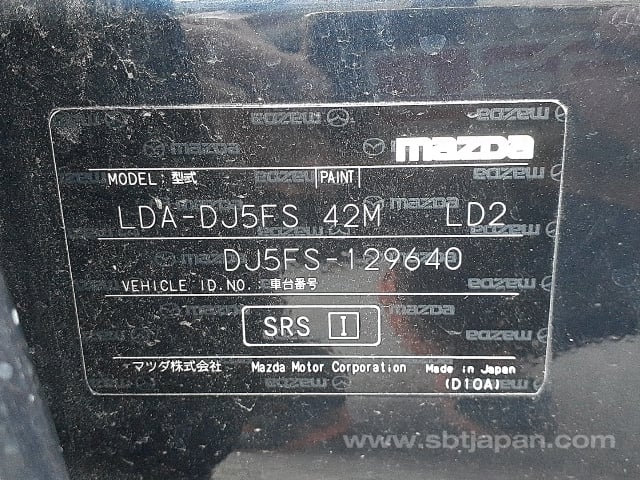 mazda
MODEL: 型式 PAINT
LDA-DJ5FS 42M LD2
DJ5FS-129640
VEHICLE ID.NO. 車台番号
SRS I
マツダ株式会社 Mazda Motor Corporation Made in Japan
(D10A)
www.sbtjapan.com